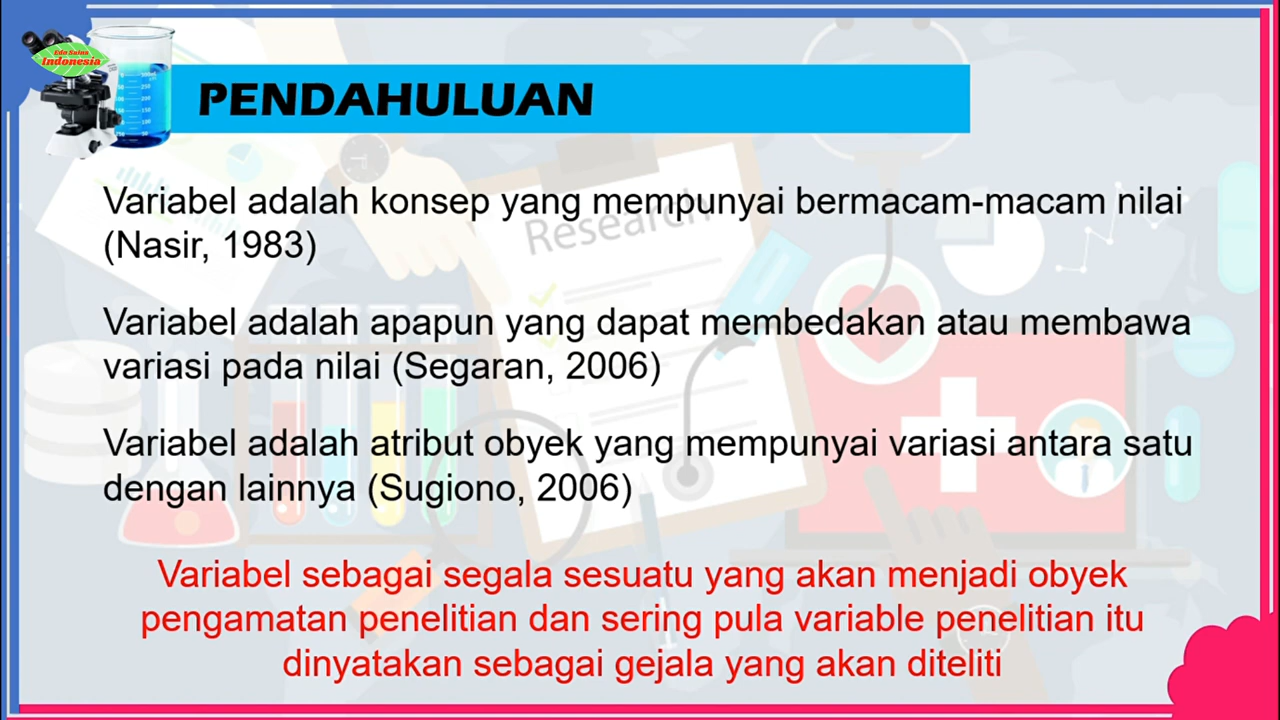 Edu Sains
Indonesia
PENDAHULUAN
Variabel adalah konsep yang mempunyai bermacam-macam nilai
(Nasir, 1983)
Research
Variabel adalah apapun yang dapat membedakan atau membawa
variasi pada nilai (Segaran, 2006)
Variabel adalah atribut obyek yang mempunyai variasi antara satu
dengan lainnya (Sugiono, 2006)
Variabel sebagai segala sesuatu yang akan menjadi obyek
pengamatan penelitian dan sering pula variable penelitian itu
dinyatakan sebagai gejala yang akan diteliti